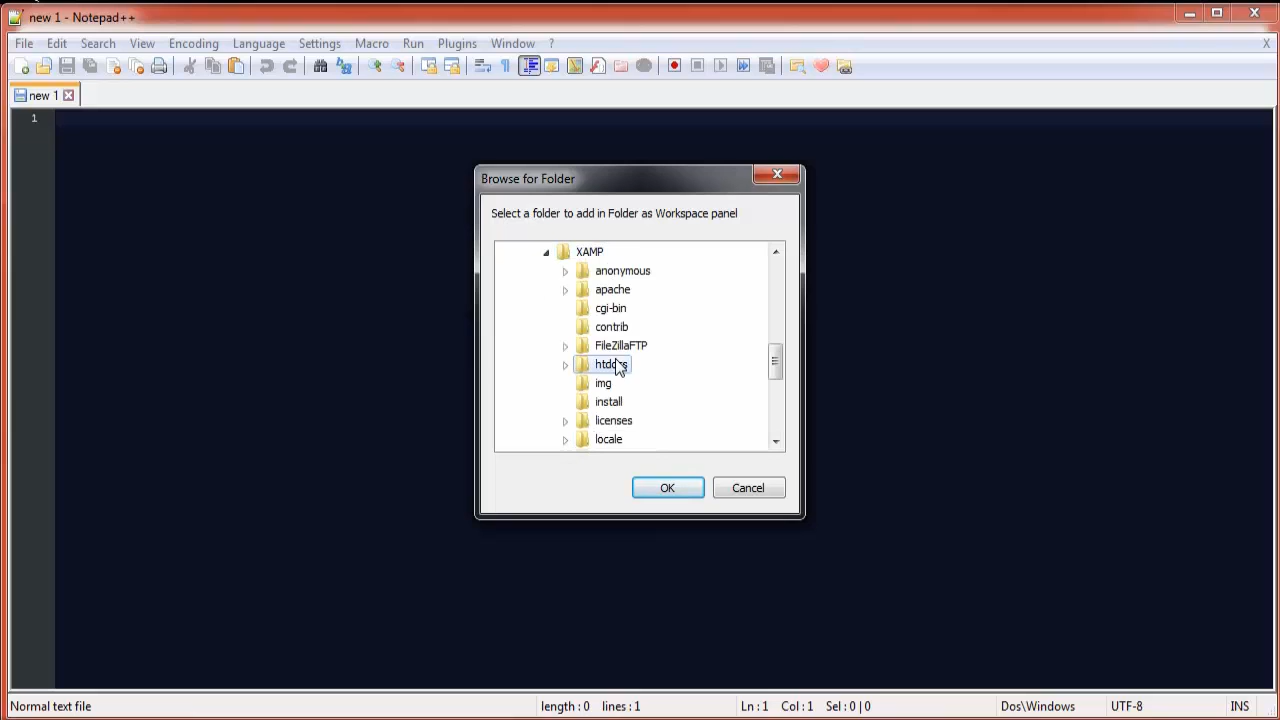 new 1 - Notepad++
File Edit Search View Encoding Language Settings Macro Run Plugins Window ? X
new 1
1
Browse for Folder
Select a folder to add in Folder as Workspace panel
XAMP
anonymous
apache
cgi-bin
contrib
FileZillaFTP
htdocs
img
install
licenses
locale
OK Cancel
Normal text file length : 0 lines : 1 Ln : 1 Col : 1 Sel : 0 | 0 Dos\Windows UTF-8 INS